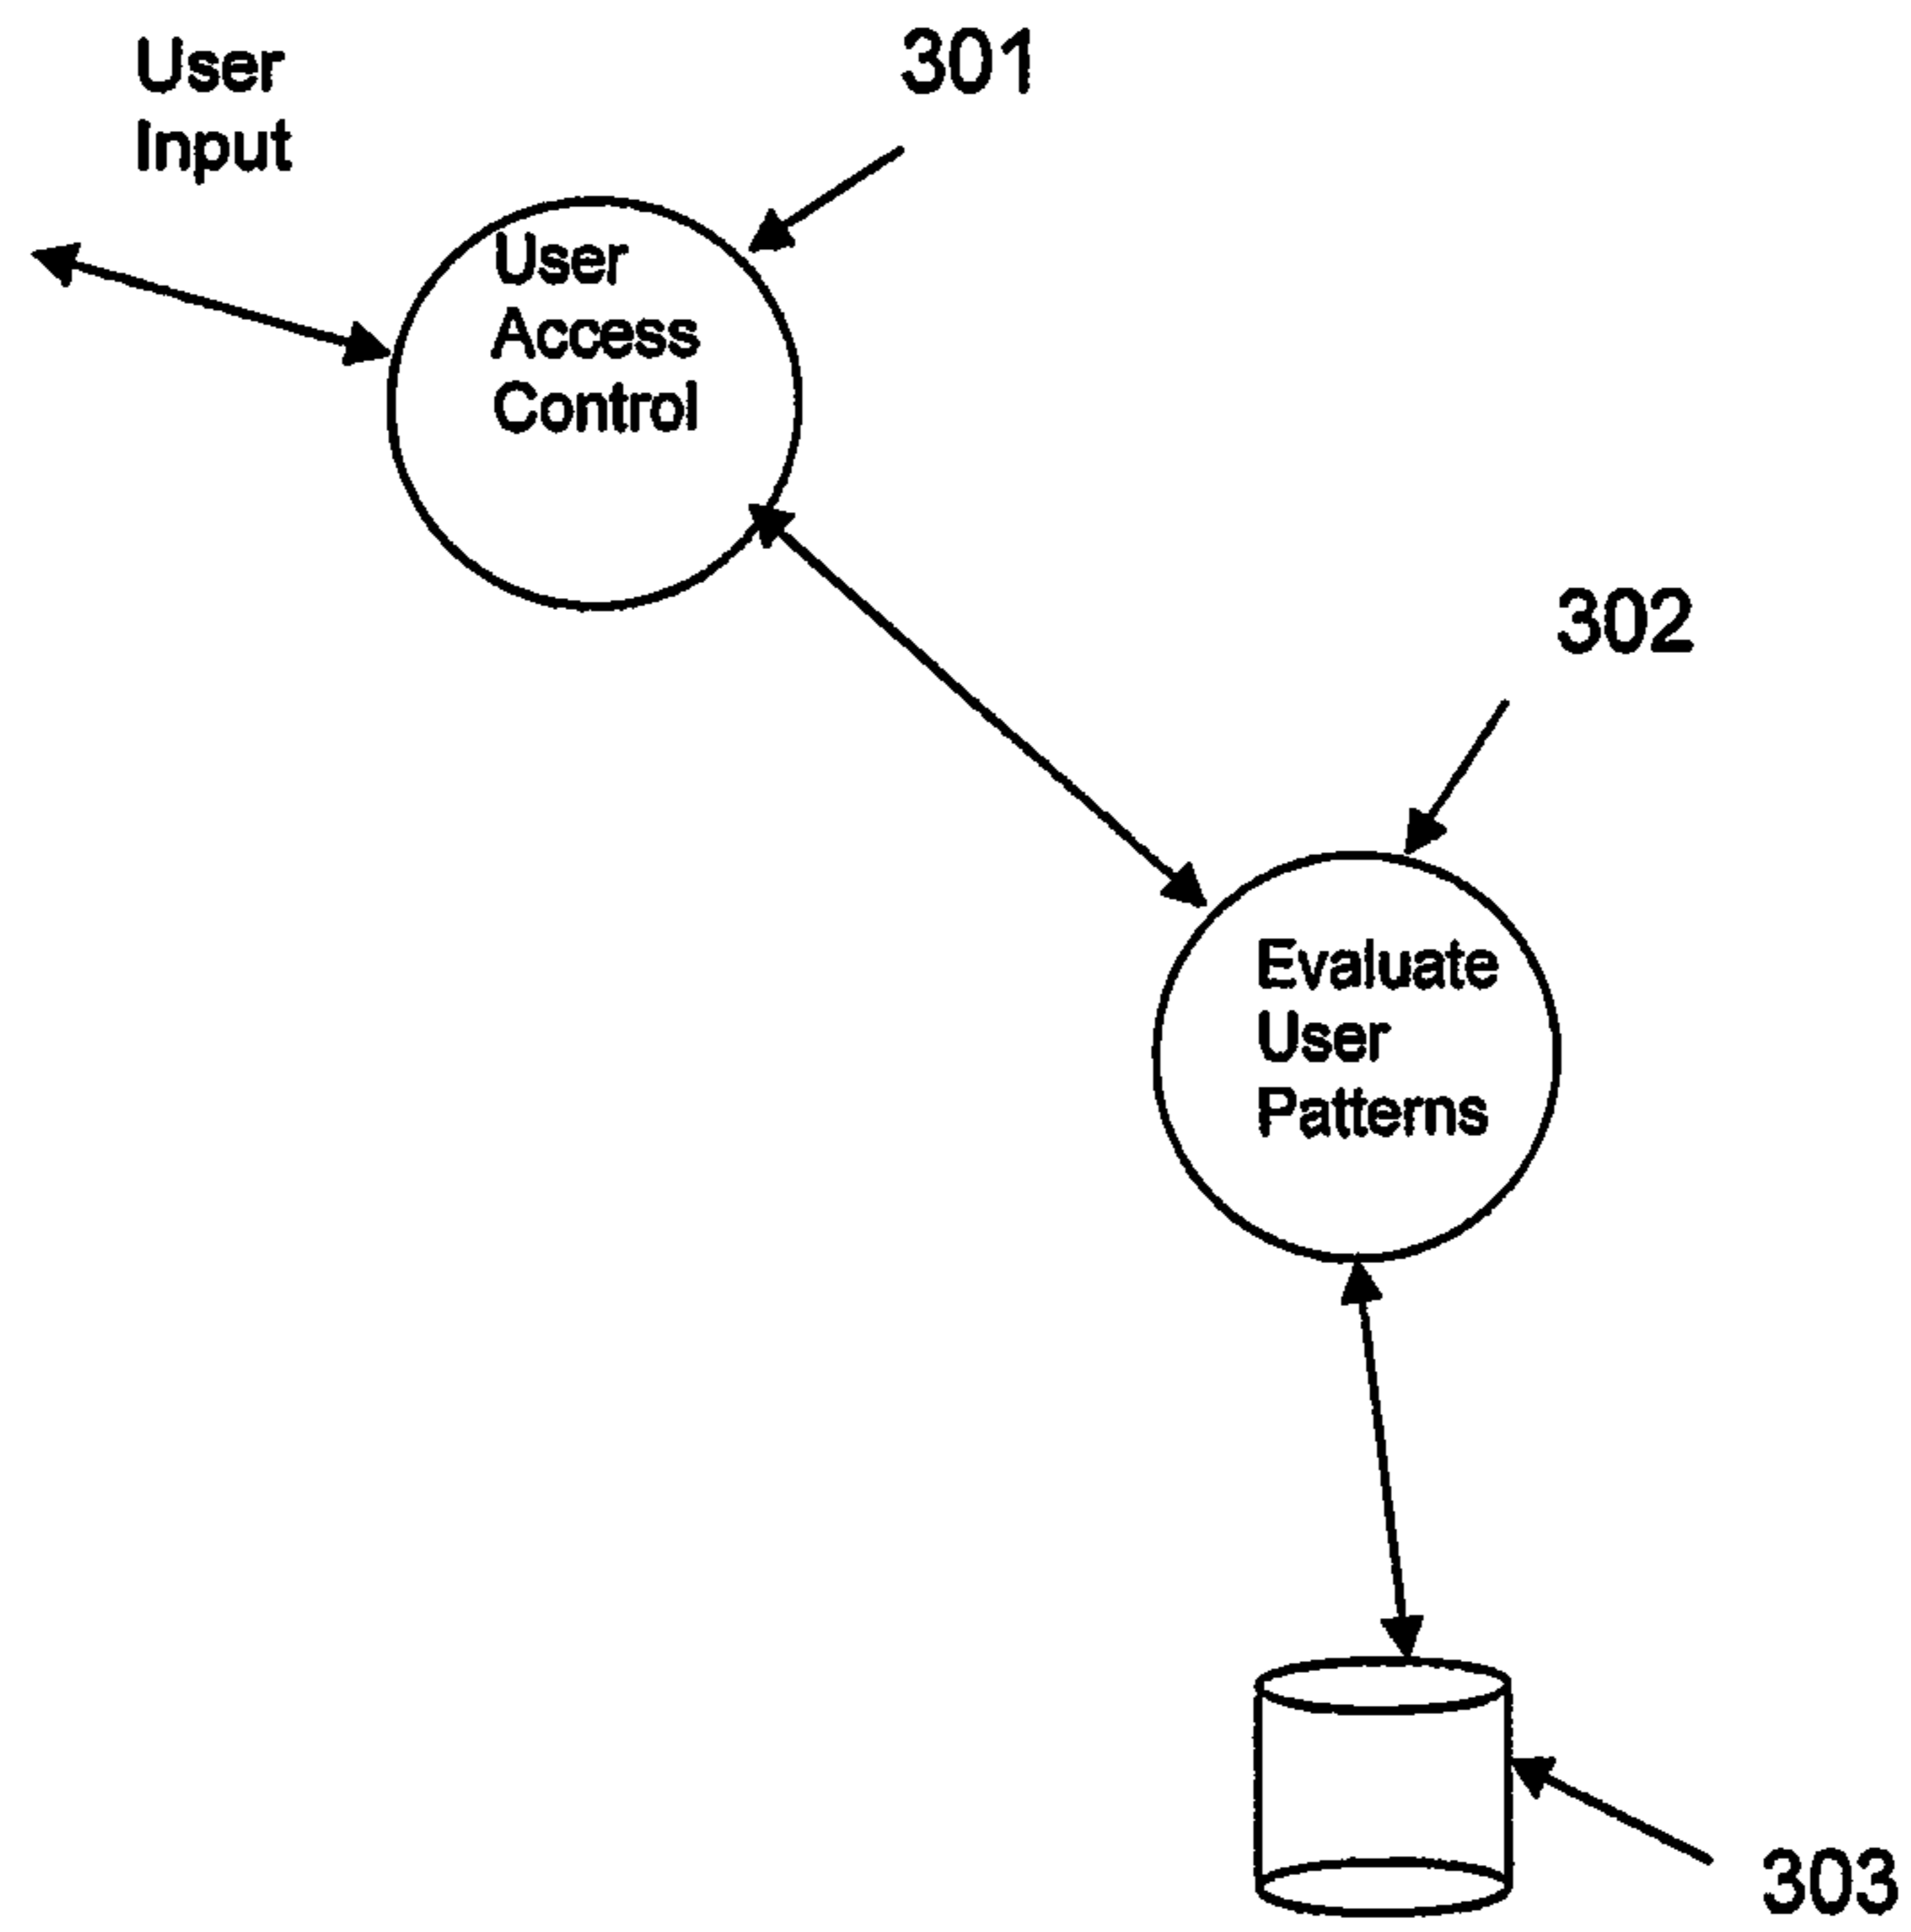 User
Input
301
User
Access
Control
302
Evaluate
User
Patterns
303